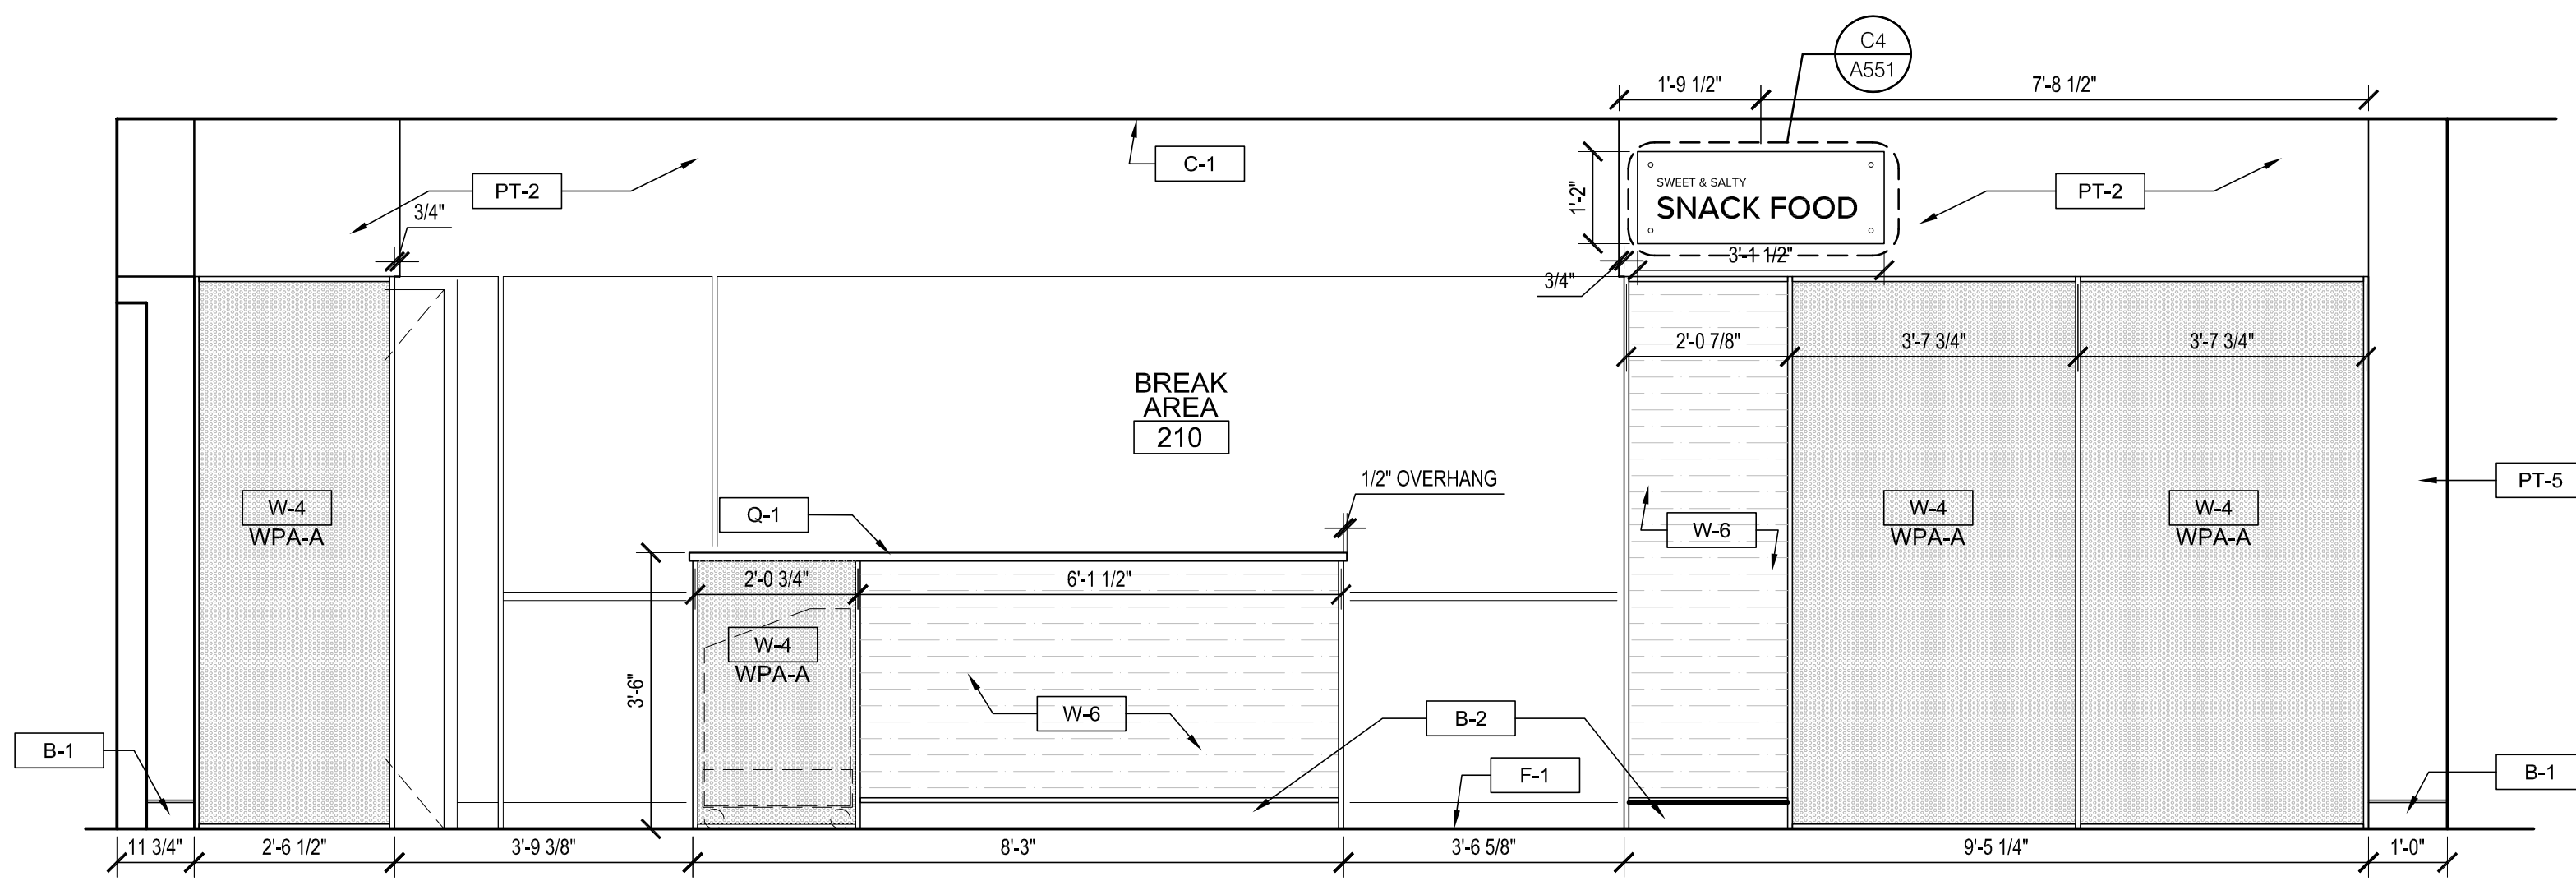 C4
A551
1'-9 1/2"
7'-8 1/2"
C-1
PT-2
3/4"
1'-2"
SWEET & SALTY
SNACK FOOD
PT-2
3'-1 1/2"
3/4"
2'-0 7/8"
3'-7 3/4"
3'-7 3/4"
BREAK
AREA
210
1/2" OVERHANG
PT-5
W-4
WPA-A
Q-1
W-6
W-4
WPA-A
W-4
WPA-A
2'-0 3/4"
6'-1 1/2"
W-4
WPA-A
3'-6"
W-6
B-2
B-1
F-1
B-1
11 3/4"
2'-6 1/2"
3'-9 3/8"
8'-3"
3'-6 5/8"
9'-5 1/4"
1'-0"